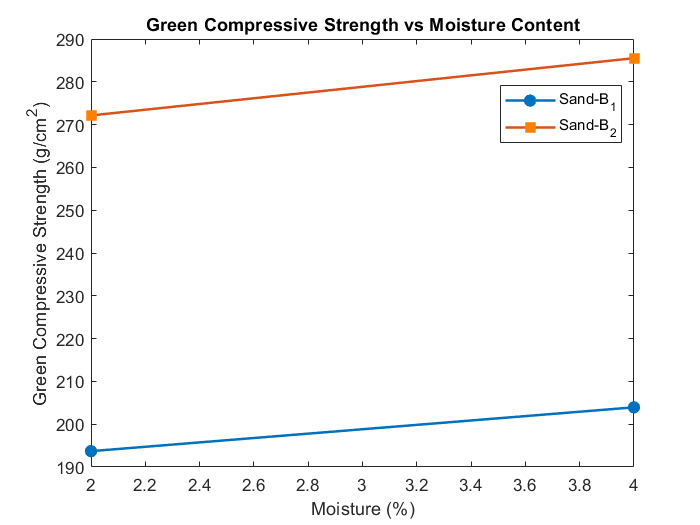 Green Compressive Strength vs Moisture Content
290
280
270
260
250
240
230
220
210
200
190
Green Compressive Strength (g/cm²)
Sand-B₁
Sand-B₂
2 2.2 2.4 2.6 2.8 3 3.2 3.4 3.6 3.8 4
Moisture (%)